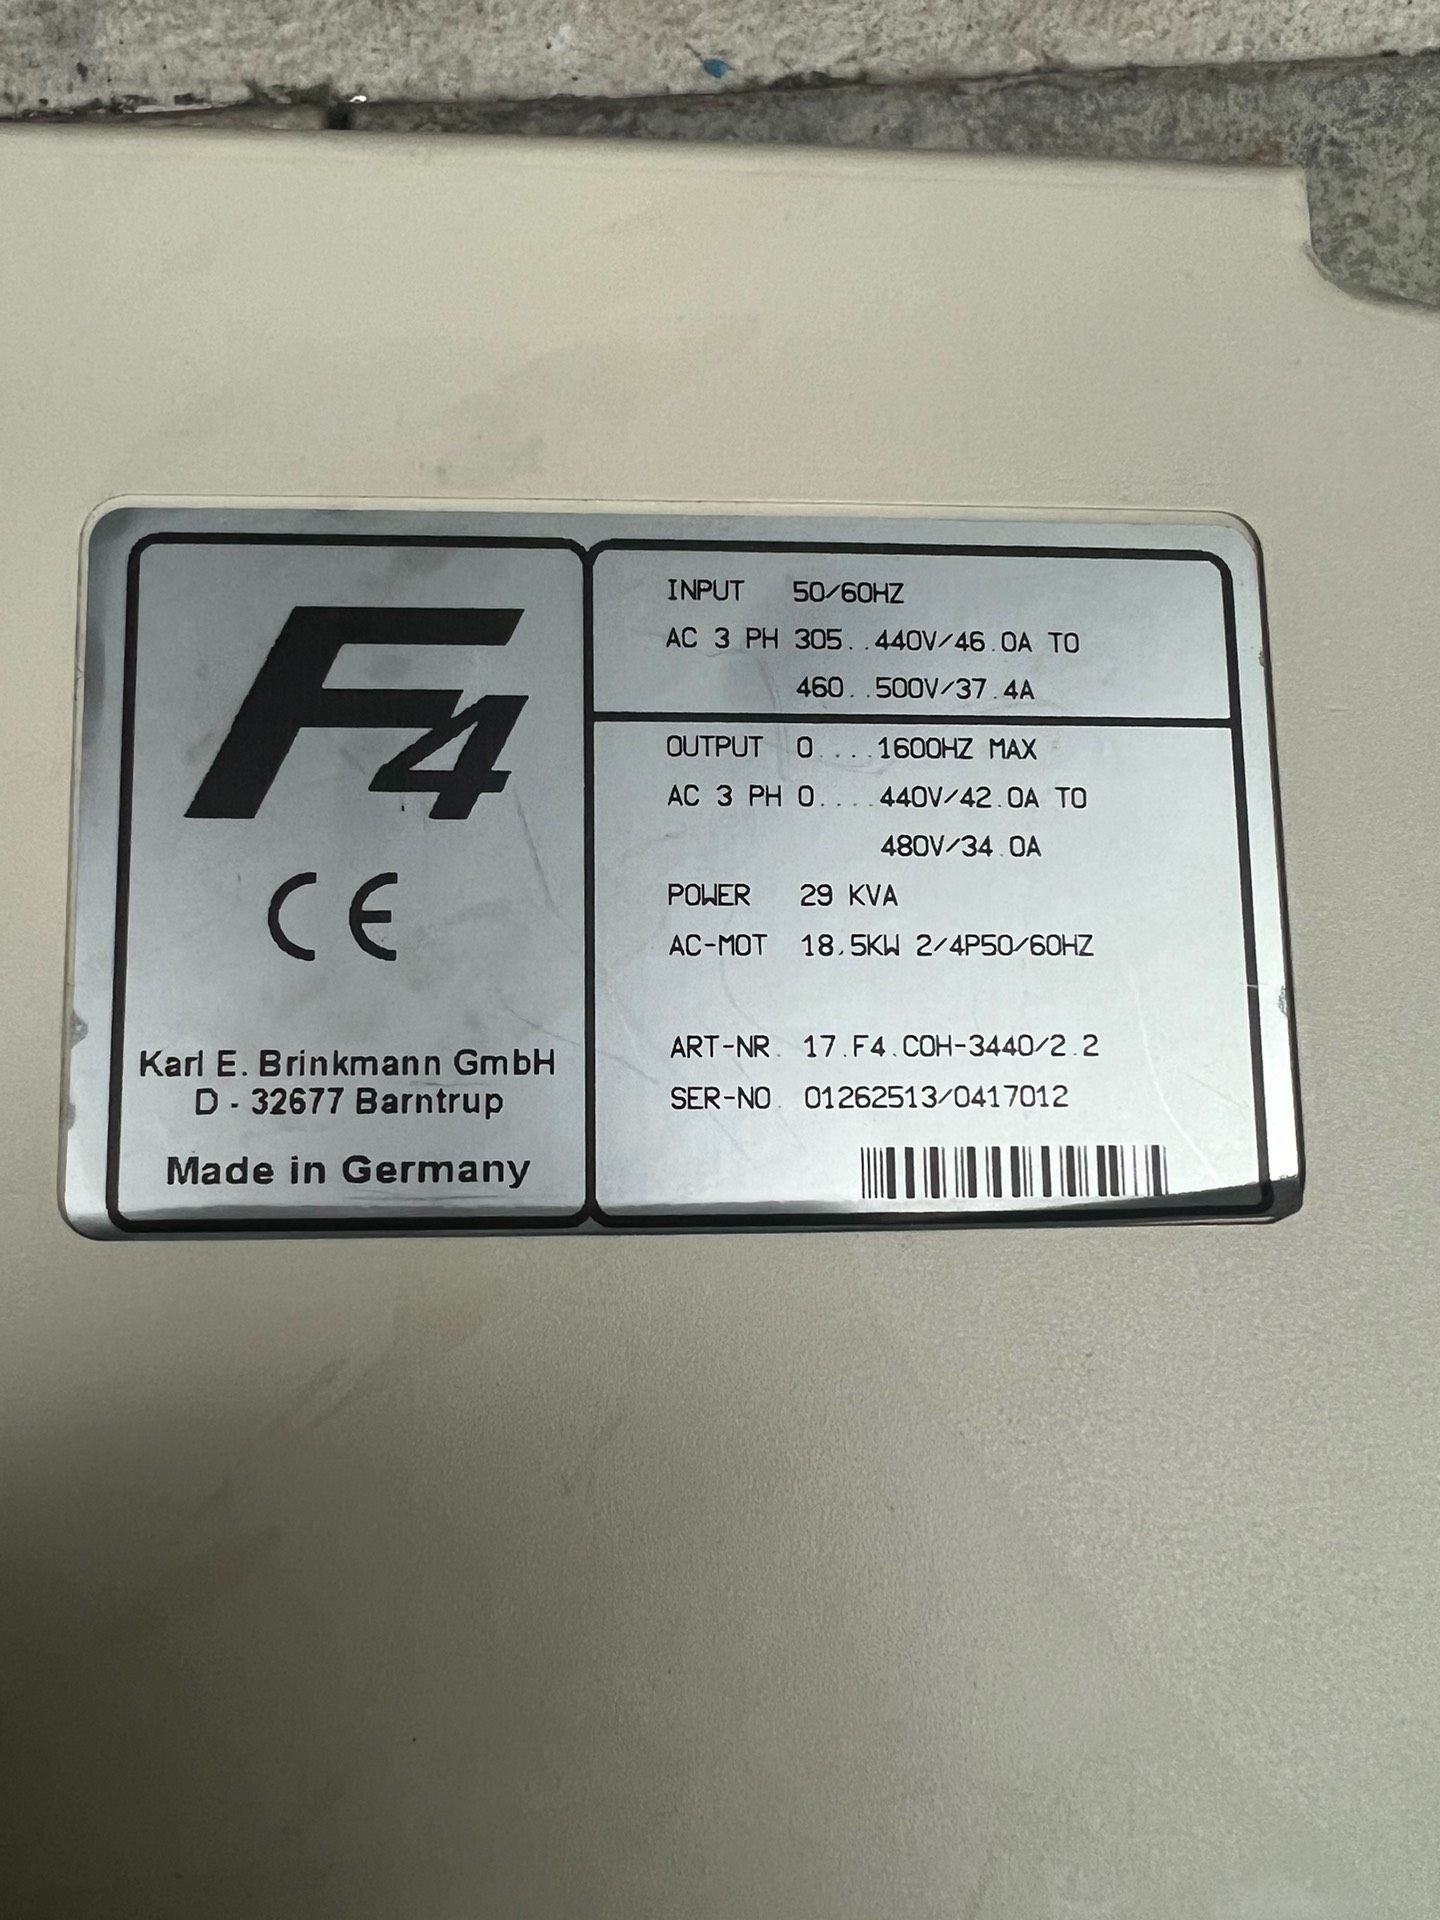 F4
CE
Karl E. Brinkmann GmbH
D - 32677 Barntrup
Made in Germany
INPUT 50/60HZ
AC 3 PH 305..440V/46.0A TO
460..500V/37.4A
OUTPUT 0....1600HZ MAX
AC 3 PH 0....440V/42.0A TO
480V/34.0A
POWER 29 KVA
AC-MOT 18.5KW 2/4P50/60HZ
ART-NR. 17.F4.C0H-3440/2.2
SER-NO. 01262513/0417012